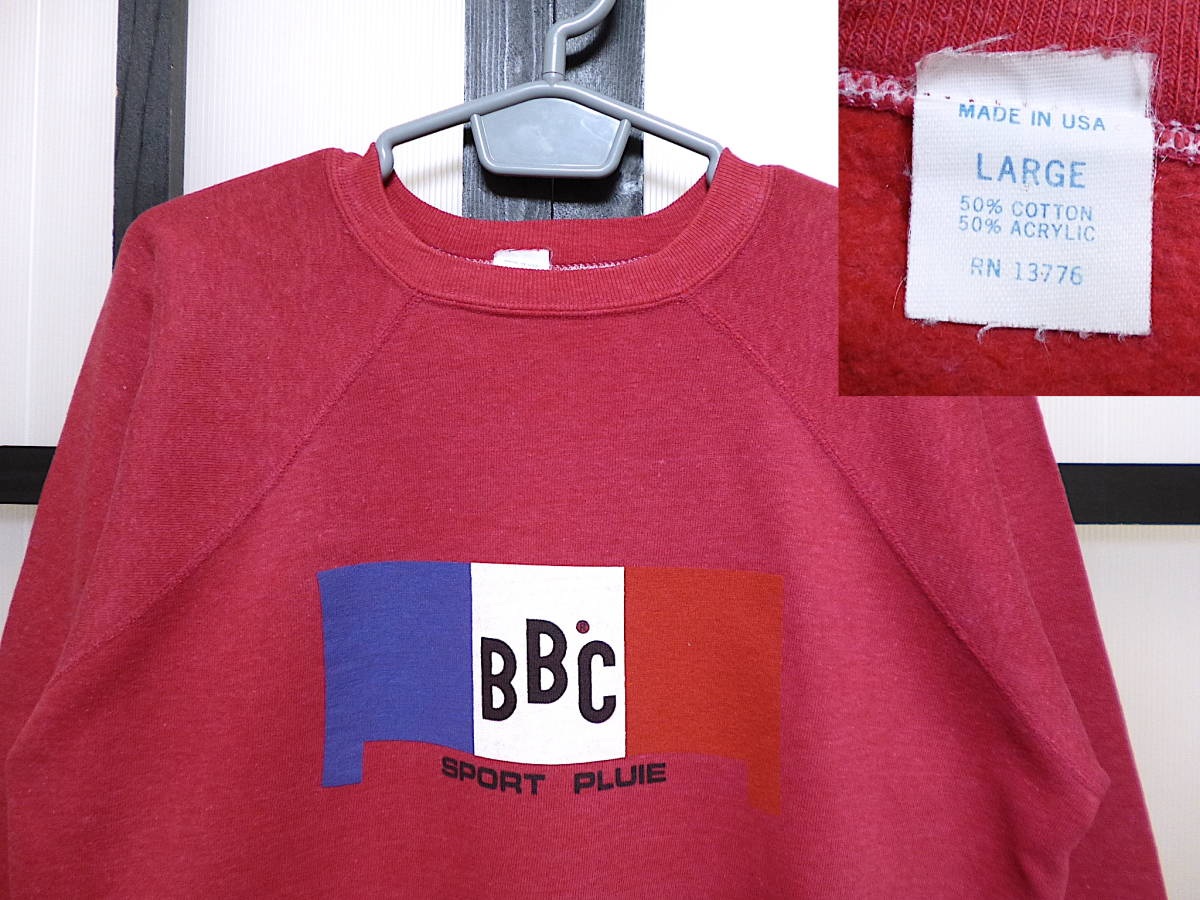 MADE IN USA
LARGE
50% COTTON
50% ACRYLIC
RN 13776
BBC®
SPORT PLUIE